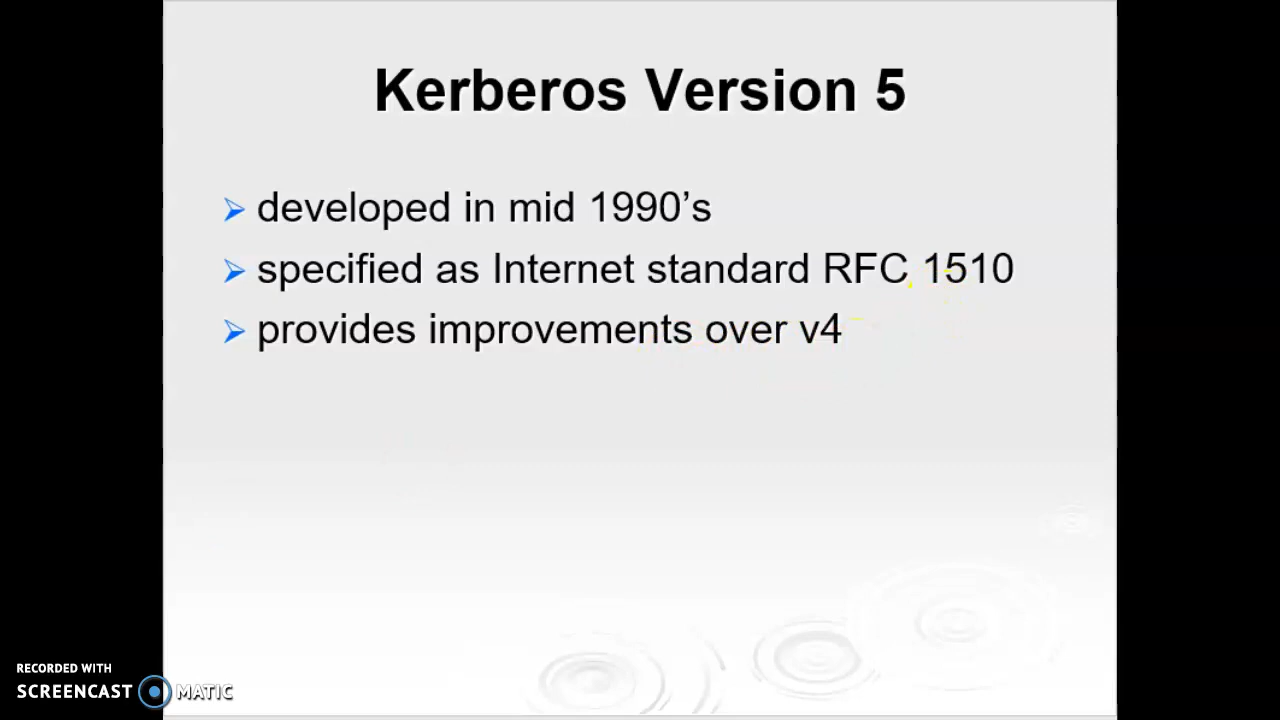 Kerberos Version 5
developed in mid 1990's
specified as Internet standard RFC 1510
provides improvements over v4
RECORDED WITH
SCREENCAST MATIC